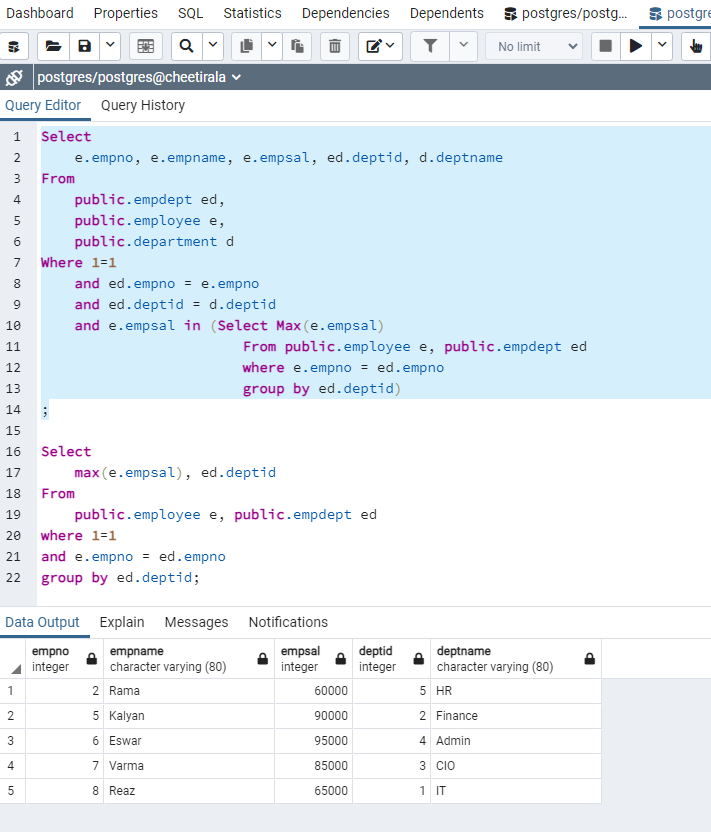 Dashboard Properties SQL Statistics Dependencies Dependents postgres/postg... postgre
No limit
postgres/postgres@cheetirala
Query Editor Query History
1 Select
2 e.empno, e.empname, e.empsal, ed.deptid, d.deptname
3 From
4 public.empdept ed,
5 public.employee e,
6 public.department d
7 Where 1=1
8 and ed.empno = e.empno
9 and ed.deptid = d.deptid
10 and e.empsal in (Select Max(e.empsal)
11 From public.employee e, public.empdept ed
12 where e.empno = ed.empno
13 group by ed.deptid)
14 ;
15
16 Select
17 max(e.empsal), ed.deptid
18 From
19 public.employee e, public.empdept ed
20 where 1=1
21 and e.empno = ed.empno
22 group by ed.deptid;
Data Output Explain Messages Notifications
empno empname empsal deptid deptname
integer character varying (80) integer integer character varying (80)
1 2 Rama 60000 5 HR
2 5 Kalyan 90000 2 Finance
3 6 Eswar 95000 4 Admin
4 7 Varma 85000 3 CIO
5 8 Reaz 65000 1 IT